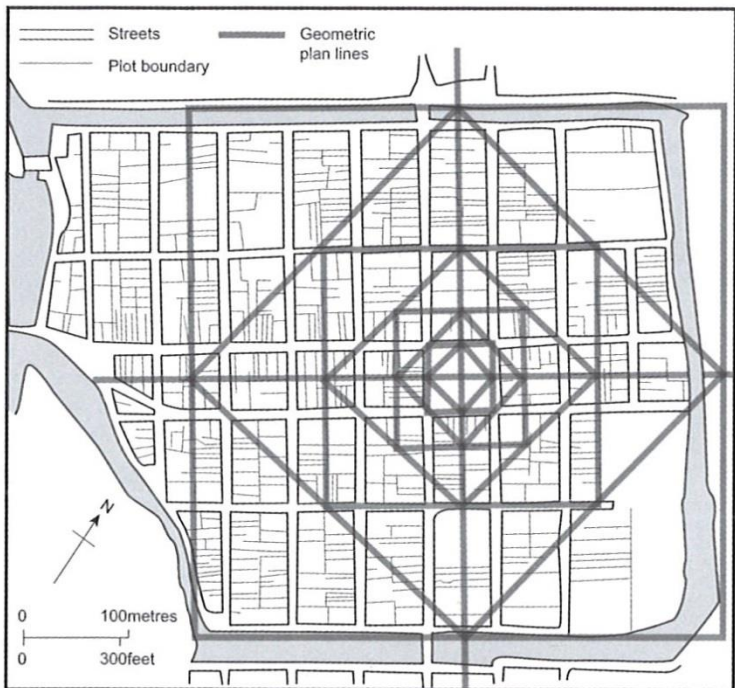 Streets
Geometric
plan lines
Plot boundary
N
0 100metres
0 300feet